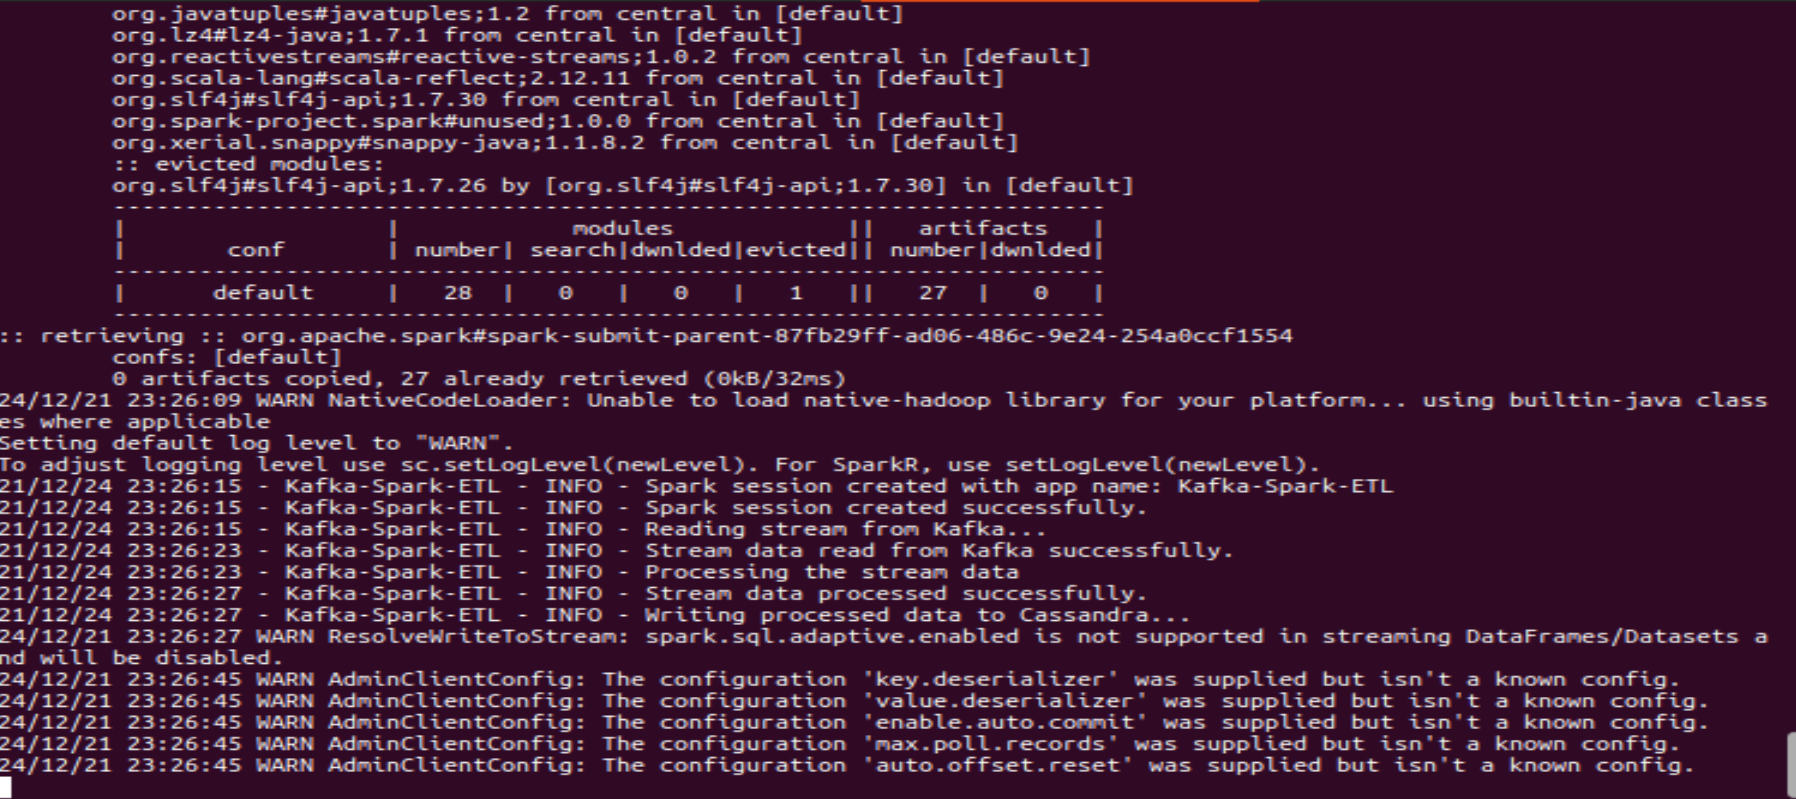 org.javatuples#javatuples;1.2 from central in [default]
org.lz4#lz4-java;1.7.1 from central in [default]
org.reactivestreams#reactive-streams;1.0.2 from central in [default]
org.scala-lang#scala-reflect;2.12.11 from central in [default]
org.slf4j#slf4j-api;1.7.30 from central in [default]
org.spark-project.spark#unused;1.0.0 from central in [default]
org.xerial.snappy#snappy-java;1.1.8.2 from central in [default]
:: evicted modules:
org.slf4j#slf4j-api;1.7.26 by [org.slf4j#slf4j-api;1.7.30] in [default]
---------------------------------------------------------------------
|                  |            modules            ||   artifacts   |
|       conf       | number| search|dwnlded|evicted|| number|dwnlded|
---------------------------------------------------------------------
|      default     |   28  |   0   |   0   |   1   ||   27  |   0   |
---------------------------------------------------------------------
:: retrieving :: org.apache.spark#spark-submit-parent-87fb29ff-ad06-486c-9e24-254a0ccf1554
confs: [default]
0 artifacts copied, 27 already retrieved (0kB/32ms)
24/12/21 23:26:09 WARN NativeCodeLoader: Unable to load native-hadoop library for your platform... using builtin-java class
es where applicable
Setting default log level to "WARN".
To adjust logging level use sc.setLogLevel(newLevel). For SparkR, use setLogLevel(newLevel).
21/12/24 23:26:15 - Kafka-Spark-ETL - INFO - Spark session created with app name: Kafka-Spark-ETL
21/12/24 23:26:15 - Kafka-Spark-ETL - INFO - Spark session created successfully.
21/12/24 23:26:15 - Kafka-Spark-ETL - INFO - Reading stream from Kafka...
21/12/24 23:26:23 - Kafka-Spark-ETL - INFO - Stream data read from Kafka successfully.
21/12/24 23:26:23 - Kafka-Spark-ETL - INFO - Processing the stream data
21/12/24 23:26:27 - Kafka-Spark-ETL - INFO - Stream data processed successfully.
21/12/24 23:26:27 - Kafka-Spark-ETL - INFO - Writing processed data to Cassandra...
24/12/21 23:26:27 WARN ResolveWriteToStream: spark.sql.adaptive.enabled is not supported in streaming DataFrames/Datasets a
nd will be disabled.
24/12/21 23:26:45 WARN AdminClientConfig: The configuration 'key.deserializer' was supplied but isn't a known config.
24/12/21 23:26:45 WARN AdminClientConfig: The configuration 'value.deserializer' was supplied but isn't a known config.
24/12/21 23:26:45 WARN AdminClientConfig: The configuration 'enable.auto.commit' was supplied but isn't a known config.
24/12/21 23:26:45 WARN AdminClientConfig: The configuration 'max.poll.records' was supplied but isn't a known config.
24/12/21 23:26:45 WARN AdminClientConfig: The configuration 'auto.offset.reset' was supplied but isn't a known config.